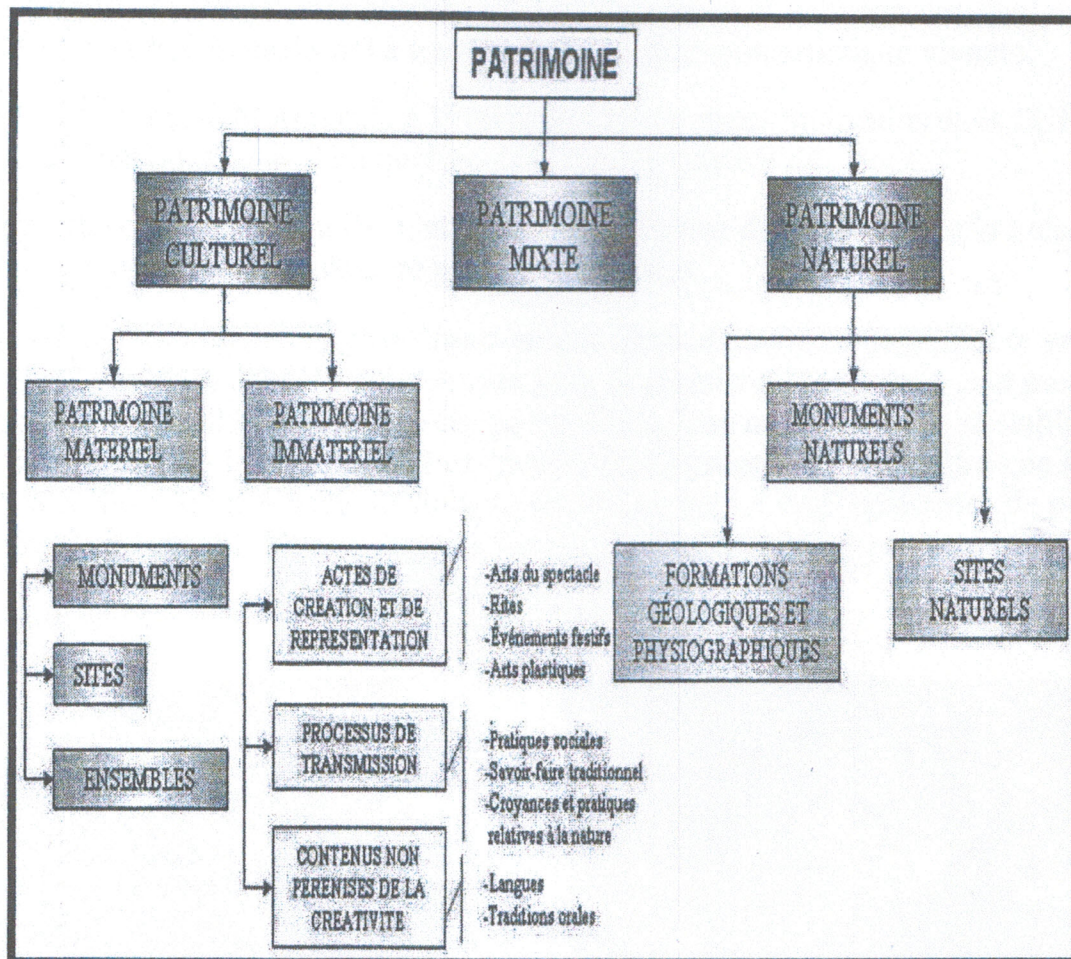 PATRIMOINE
PATRIMOINE
CULTUREL
PATRIMOINE
MIXTE
PATRIMOINE
NATUREL
PATRIMOINE
MATERIEL
PATRIMOINE
IMMATERIEL
MONUMENTS
NATURELS
MONUMENTS
SITES
ENSEMBLES
ACTES DE
CREATION ET DE
REPRESENTATION
-Arts du spectacle
-Rites
-Événements festifs
-Arts plastiques
PROCESSUS DE
TRANSMISSION
-Pratiques sociales
-Savoir-faire traditionnel
-Croyances et pratiques
relatives à la nature
CONTENUS NON
PERENISES DE LA
CREATIVITE
-Langues
-Traditions orales
FORMATIONS
GÉOLOGIQUES ET
PHYSIOGRAPHIQUES
SITES
NATURELS